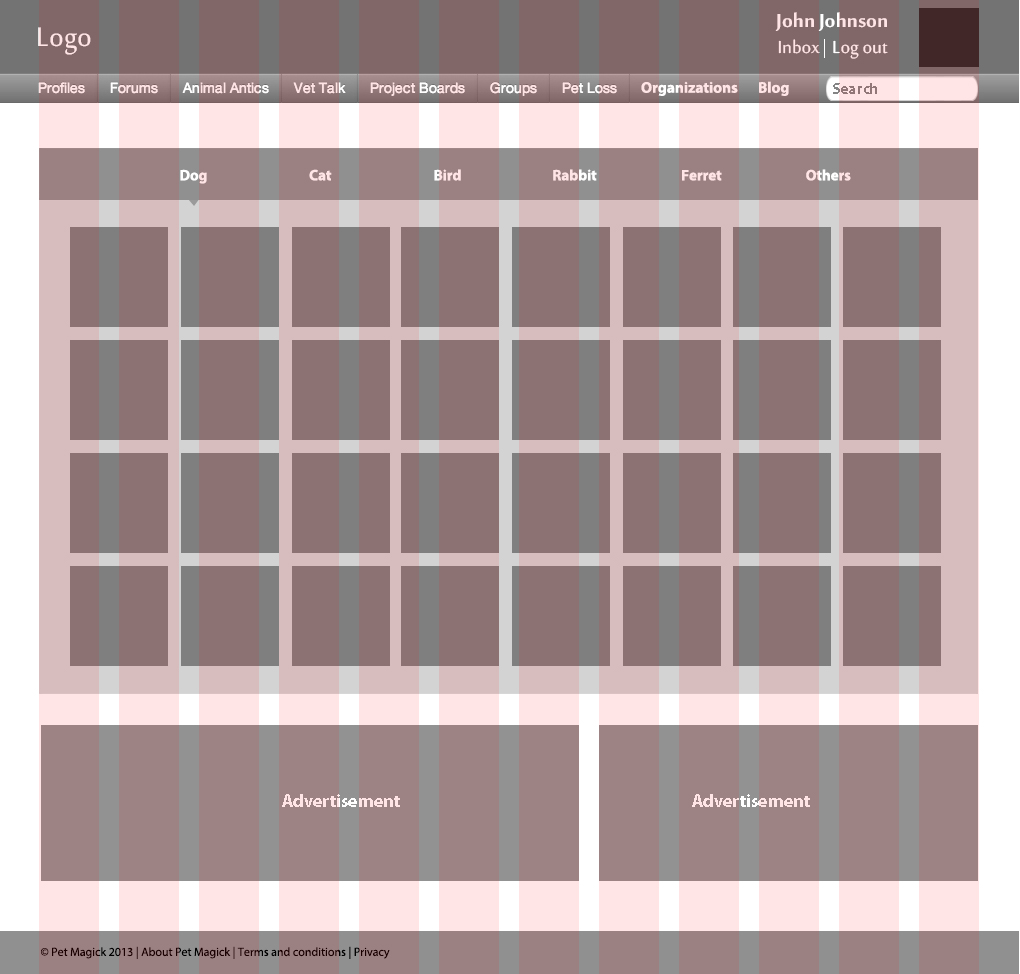 Logo
John Johnson
Inbox | Log out
Profiles Forums Animal Antics Vet Talk Project Boards Groups Pet Loss Organizations Blog Search
Dog Cat Bird Rabbit Ferret Others
Advertisement Advertisement
© Pet Magick 2013 | About Pet Magick | Terms and conditions | Privacy